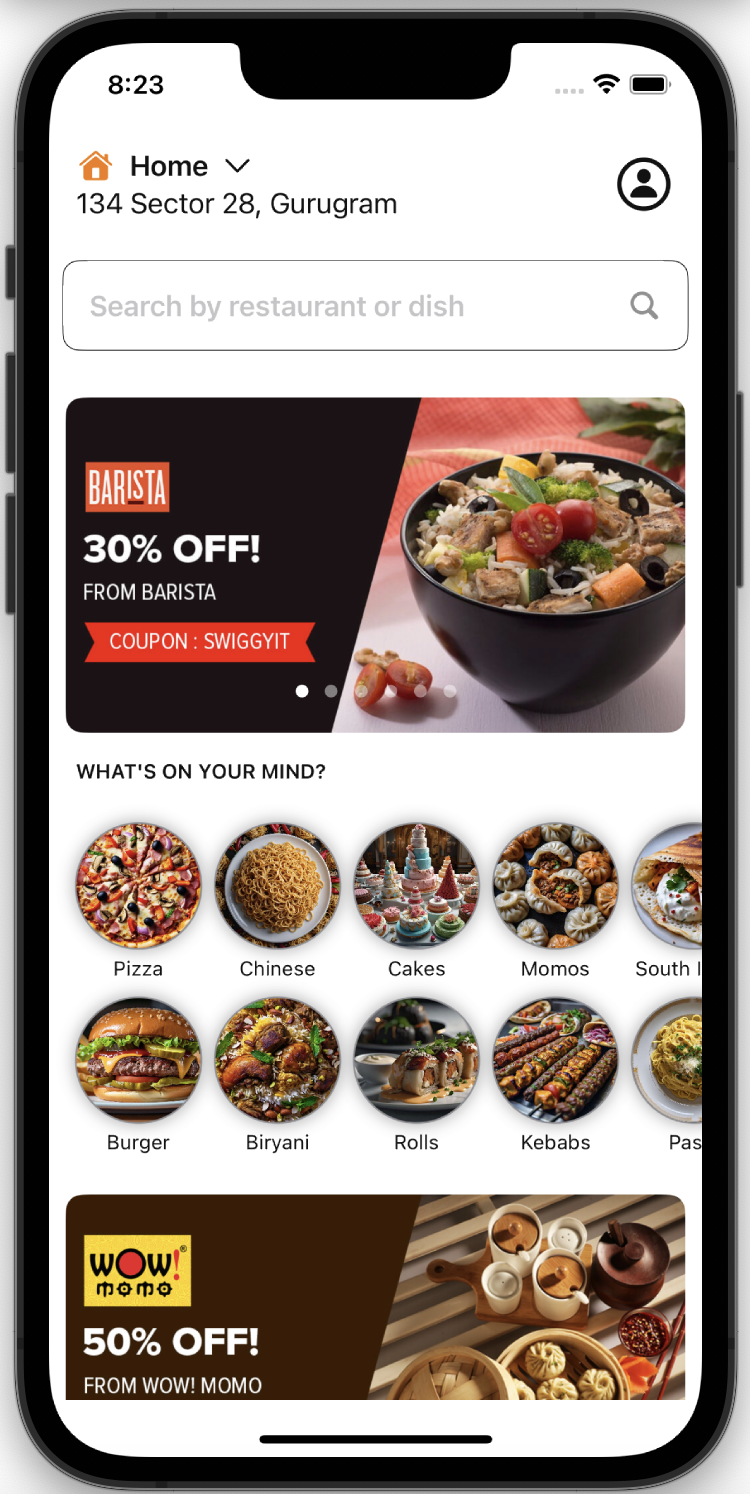 8:23
Home
134 Sector 28, Gurugram
Search by restaurant or dish
BARISTA
30% OFF!
FROM BARISTA
COUPON : SWIGGYIT
WHAT'S ON YOUR MIND?
Pizza Chinese Cakes Momos South I
Burger Biryani Rolls Kebabs Pas
WOW!®
momo
50% OFF!
FROM WOW! MOMO